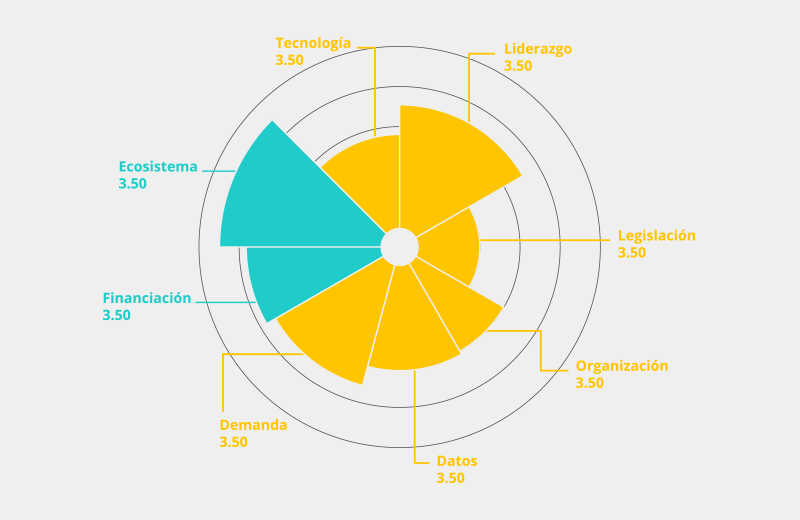 Tecnología
3.50
Liderazgo
3.50
Ecosistema
3.50
Legislación
3.50
Financiación
3.50
Organización
3.50
Demanda
3.50
Datos
3.50